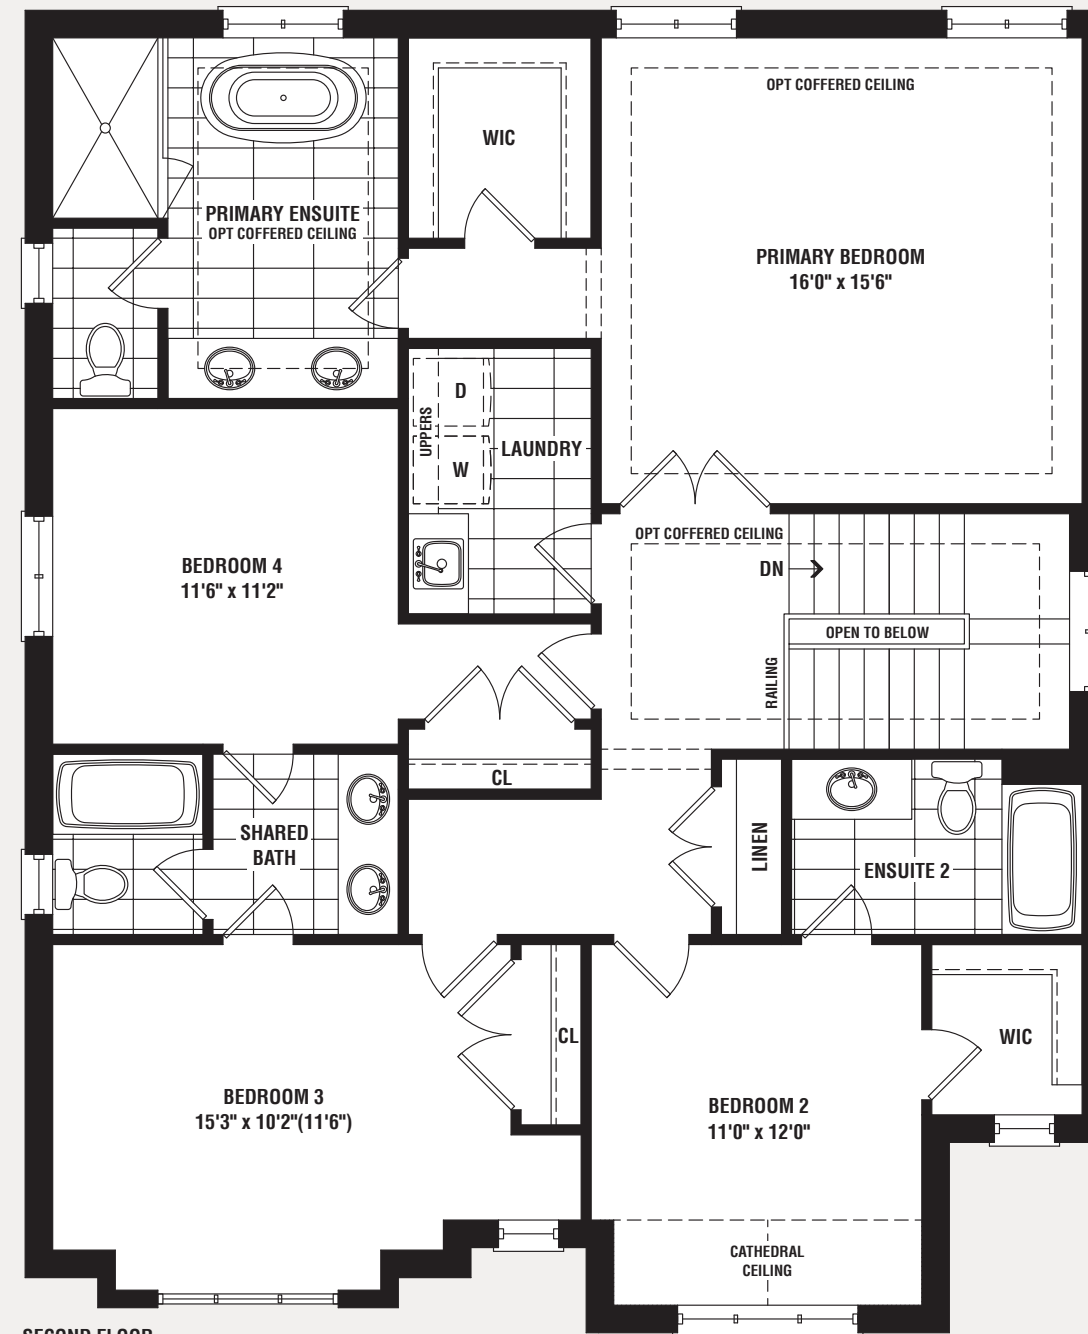 OPT COFFERED CEILING
WIC
PRIMARY ENSUITE
OPT COFFERED CEILING
PRIMARY BEDROOM
16'0" x 15'6"
D
UPPERS
W
LAUNDRY
OPT COFFERED CEILING
DN
BEDROOM 4
11'6" x 11'2"
OPEN TO BELOW
RAILING
CL
SHARED
BATH
LINEN
ENSUITE 2
CL
WIC
BEDROOM 3
15'3" x 10'2"(11'6")
BEDROOM 2
11'0" x 12'0"
CATHEDRAL
CEILING
SECOND FLOOR